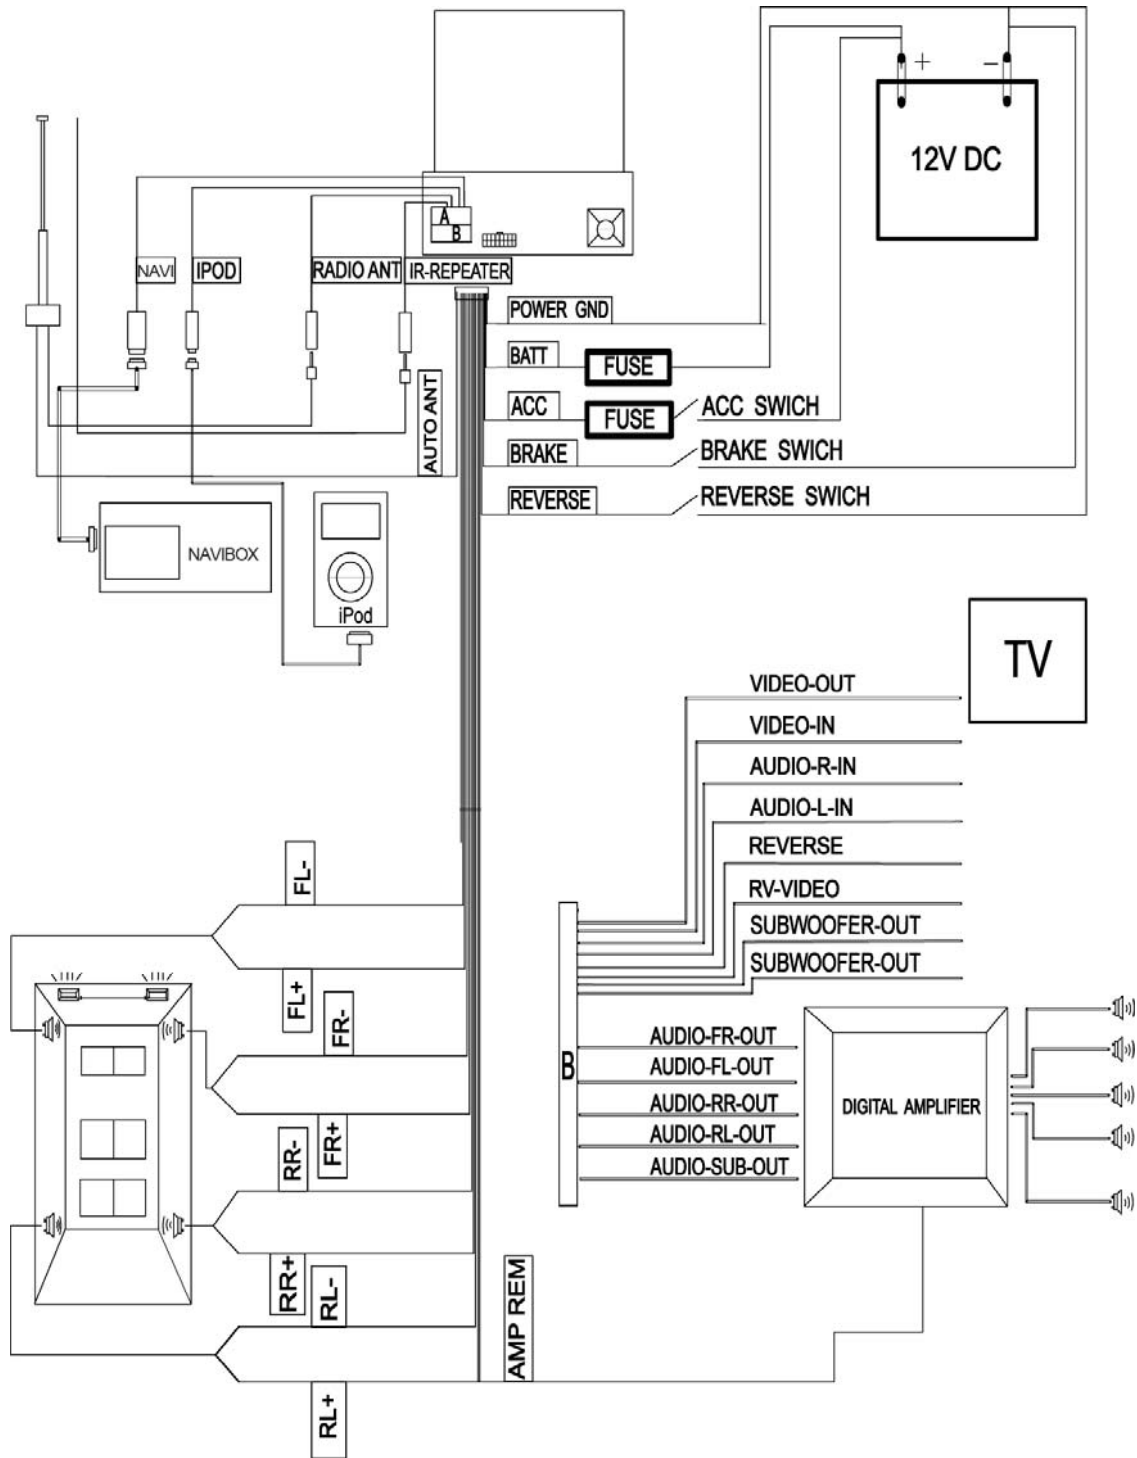 +
−
12V DC
A
B
NAVI
IPOD
RADIO ANT
IR-REPEATER
POWER GND
BATT
FUSE
ACC
FUSE
ACC SWICH
AUTO ANT
BRAKE
BRAKE SWICH
REVERSE
REVERSE SWICH
NAVIBOX
iPod
TV
VIDEO-OUT
VIDEO-IN
AUDIO-R-IN
AUDIO-L-IN
REVERSE
RV-VIDEO
SUBWOOFER-OUT
SUBWOOFER-OUT
FL-
FL+
FR-
FR+
RR-
RR+
RL-
RL+
B
AUDIO-FR-OUT
AUDIO-FL-OUT
AUDIO-RR-OUT
AUDIO-RL-OUT
AUDIO-SUB-OUT
DIGITAL AMPLIFIER
AMP REM